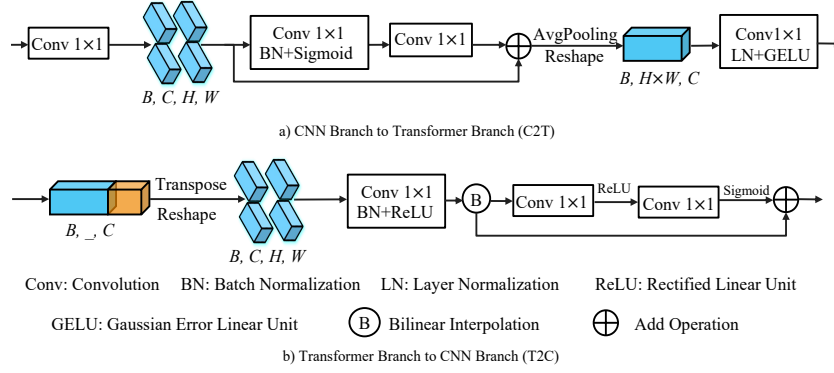 Conv 1×1
B, C, H, W
Conv 1×1
BN+Sigmoid
Conv 1×1
AvgPooling
Reshape
B, H×W, C
Conv1×1
LN+GELU
a) CNN Branch to Transformer Branch (C2T)
B, _, C
Transpose
Reshape
B, C, H, W
Conv 1×1
BN+ReLU
B
Conv 1×1
ReLU
Conv 1×1
Sigmoid
Conv: Convolution BN: Batch Normalization LN: Layer Normalization ReLU: Rectified Linear Unit
GELU: Gaussian Error Linear Unit B Bilinear Interpolation Add Operation
b) Transformer Branch to CNN Branch (T2C)